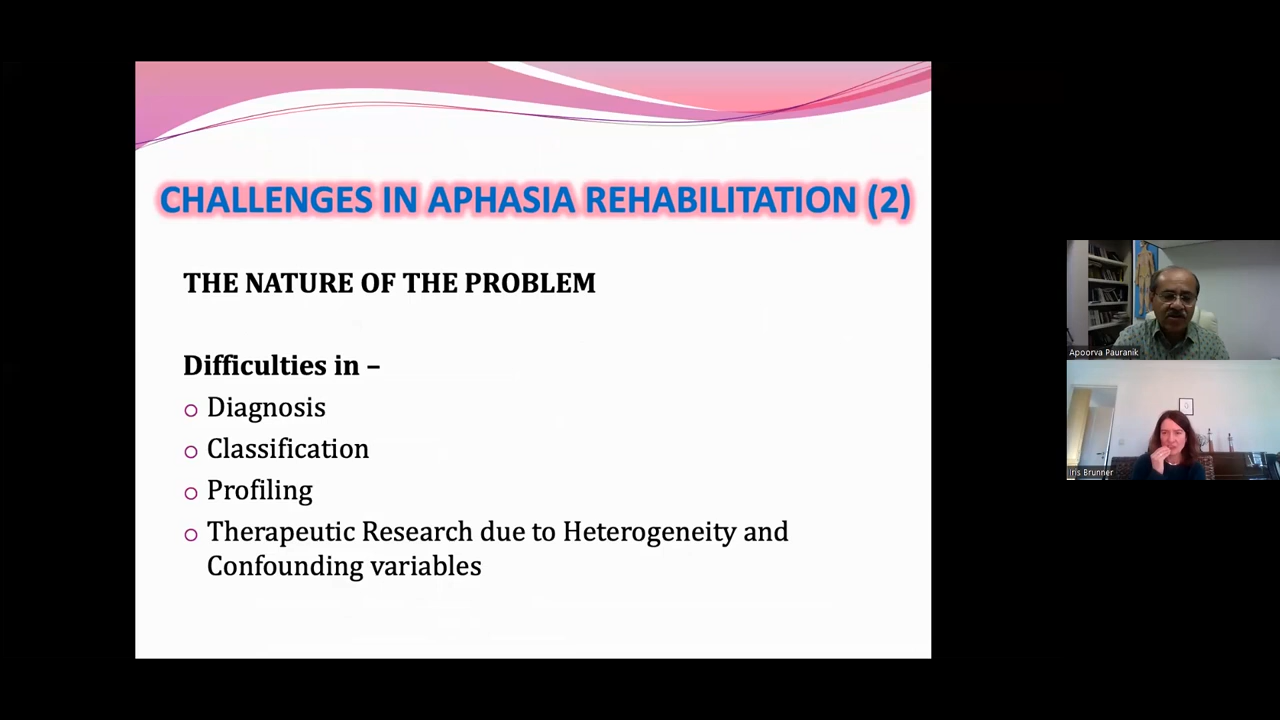 CHALLENGES IN APHASIA REHABILITATION (2)
THE NATURE OF THE PROBLEM
Difficulties in –
○ Diagnosis
○ Classification
○ Profiling
○ Therapeutic Research due to Heterogeneity and
Confounding variables
Apoorva Pauranik
Iris Brunner